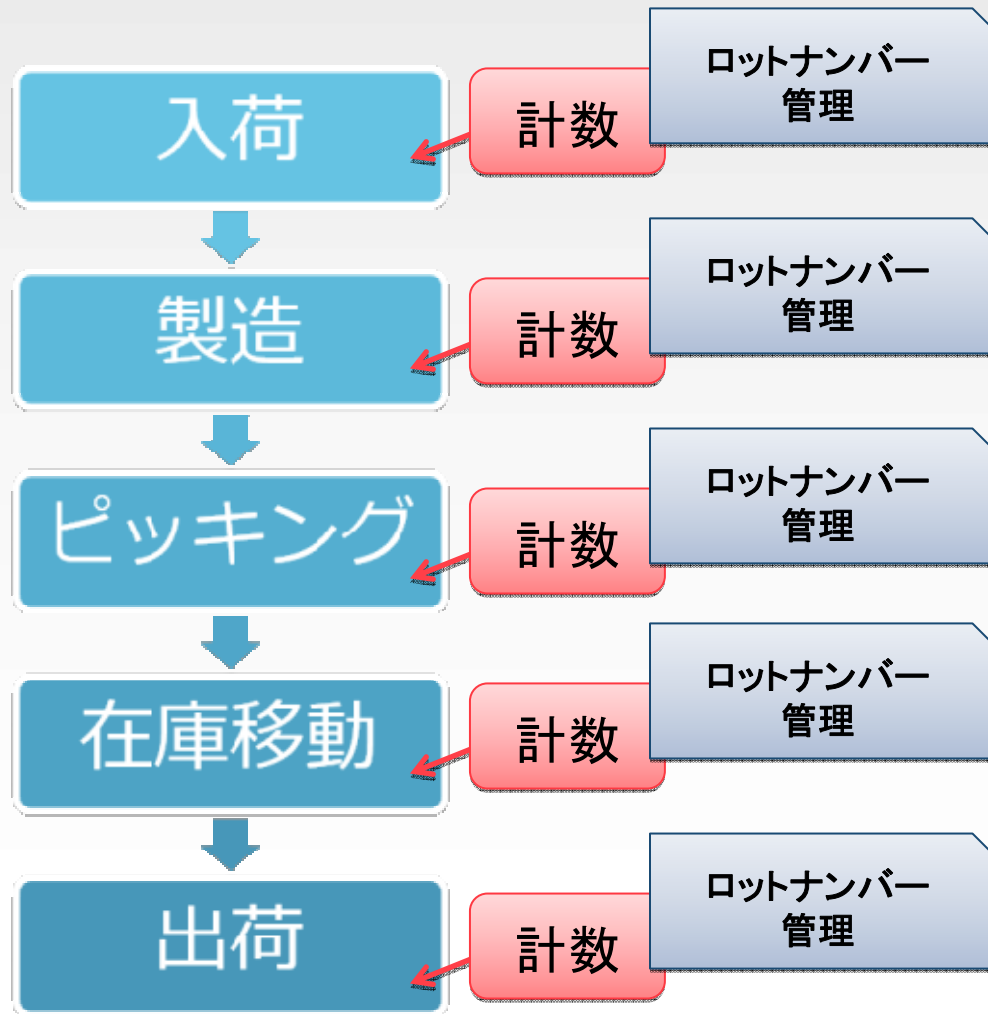 入荷
計数
ロットナンバー
管理
製造
計数
ロットナンバー
管理
ピッキング
計数
ロットナンバー
管理
在庫移動
計数
ロットナンバー
管理
出荷
計数
ロットナンバー
管理